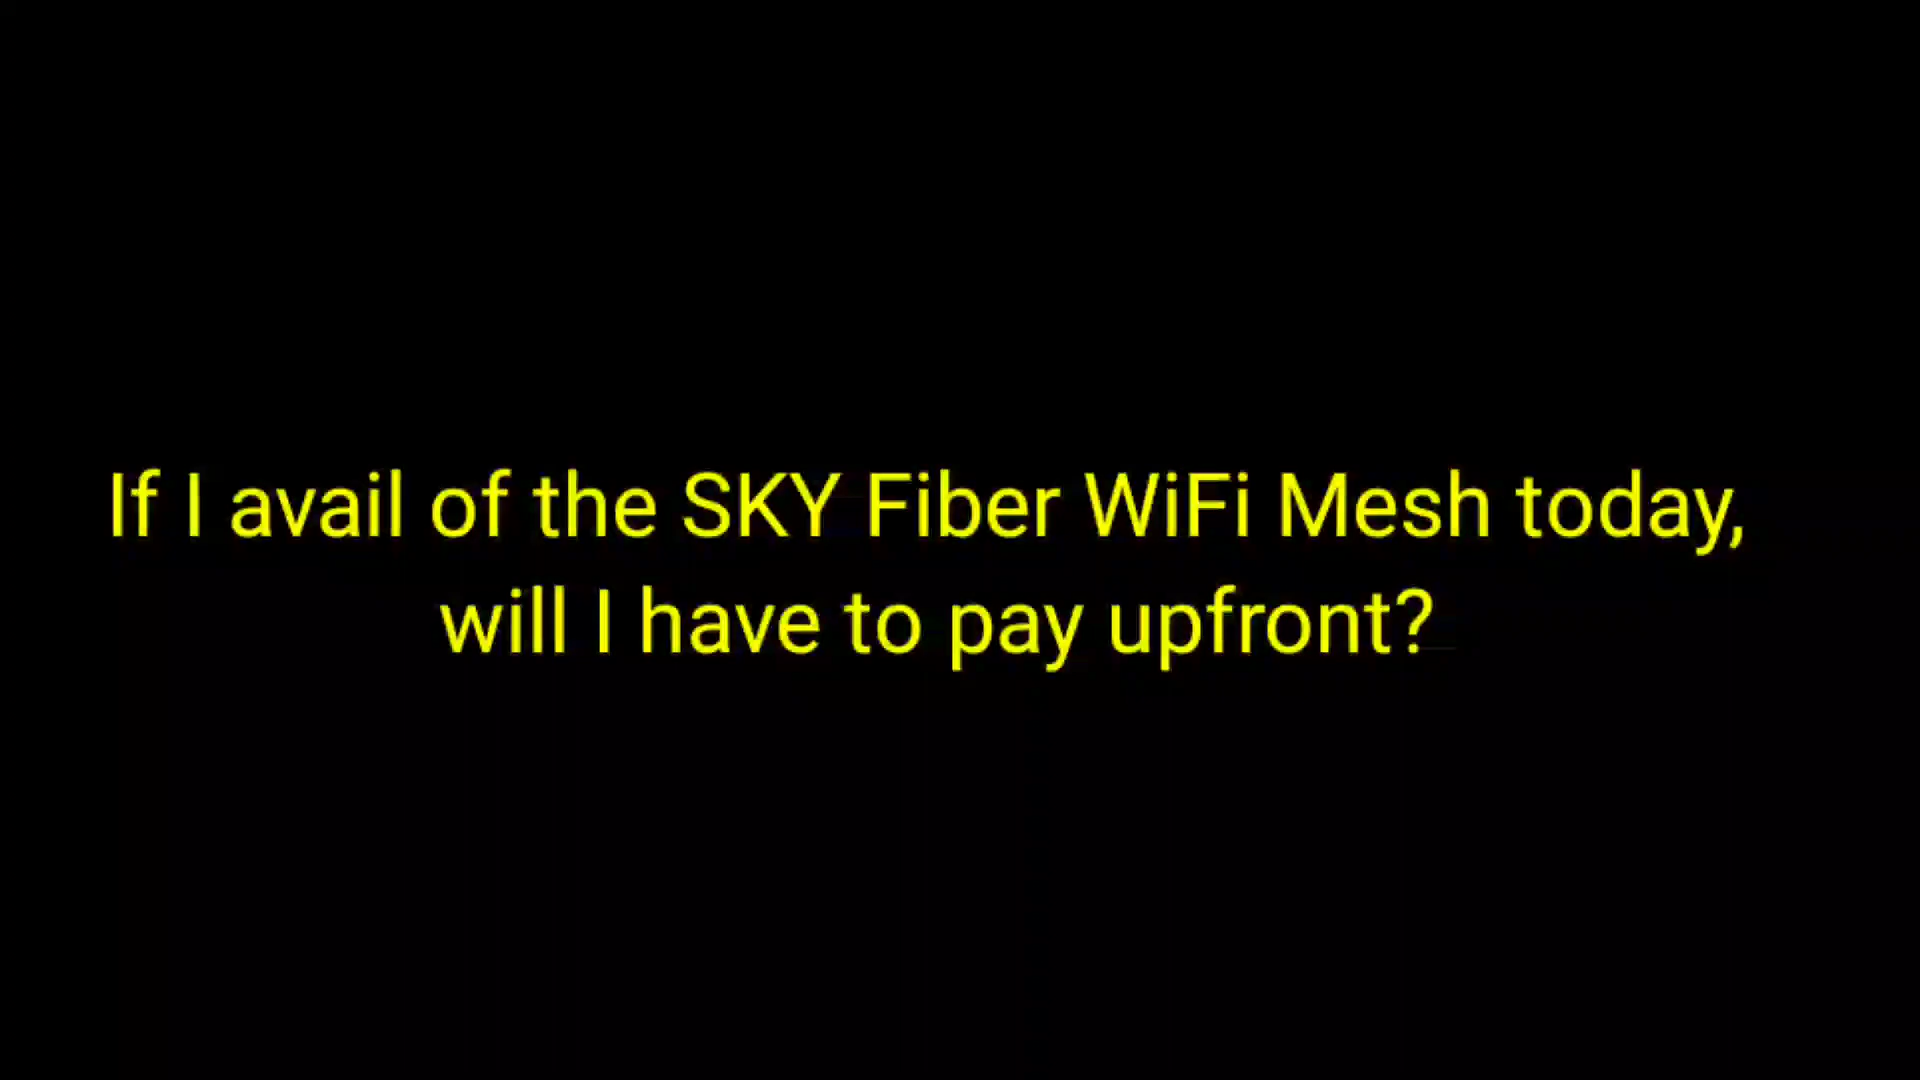 If I avail of the SKY Fiber WiFi Mesh today,
will I have to pay upfront?